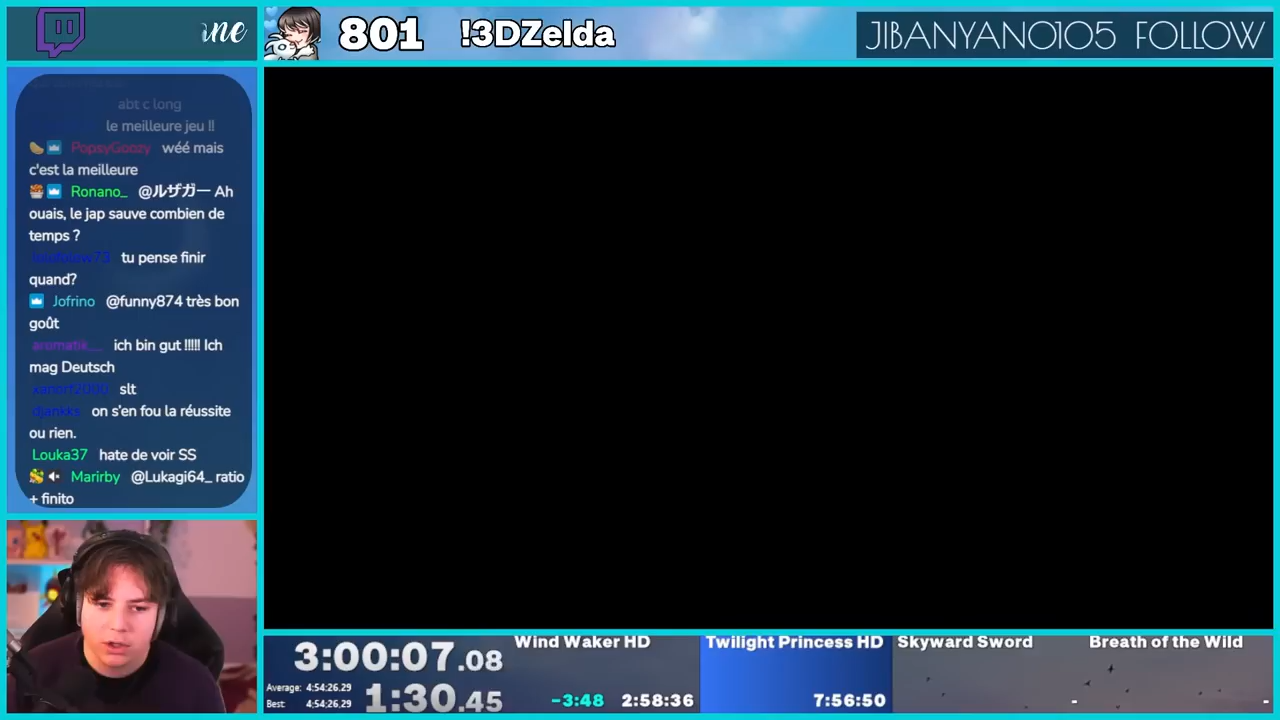 ine
801
!3DZelda
JIBANYANO105 FOLLOW
abt c long
le meilleure jeu !!
PopsyGoozy wéé mais
c'est la meilleure
Ronano_ @ルザガー Ah
ouais, le jap sauve combien de
temps ?
tu pense finir
quand?
Jofrino @funny874 très bon
goût
aromatik__ ich bin gut !!!!! Ich
mag Deutsch
xanort2000 slt
djankks on s'en fou la réussite
ou rien.
Louka37 hate de voir SS
Marirby @Lukagi64_ ratio
+ finito
3:00:07.08
Average: 4:54:26.29
Best: 4:54:26.29
1:30.45
Wind Waker HD
-3:48 2:58:36
Twilight Princess HD
7:56:50
Skyward Sword
-
Breath of the Wild
-